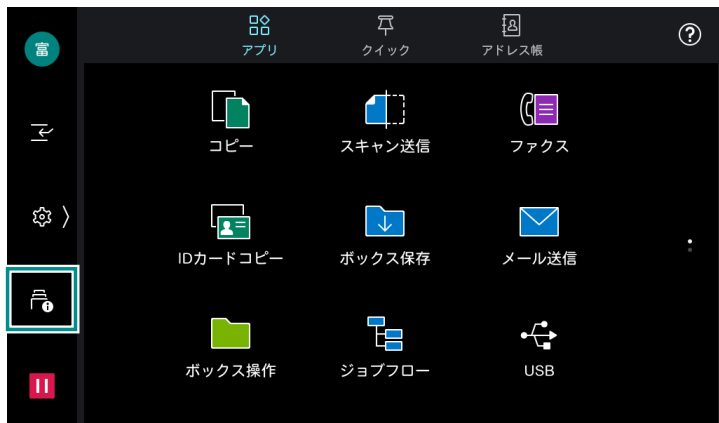 富
アプリ
クイック
アドレス帳
?
コピー
スキャン送信
ファクス
IDカードコピー
ボックス保存
メール送信
ボックス操作
ジョブフロー
USB